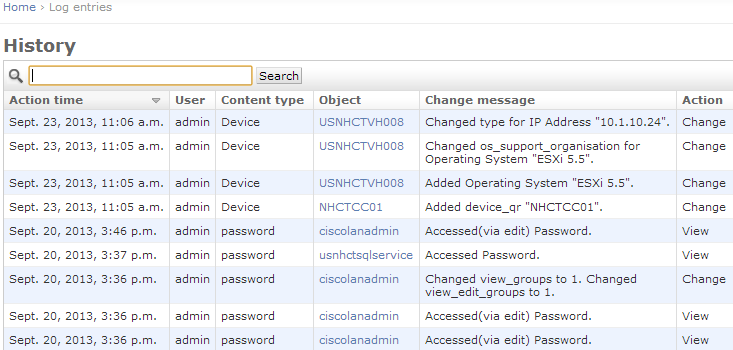 Home › Log entries
History
Search
Action time User Content type Object Change message Action
Sept. 23, 2013, 11:06 a.m. admin Device USNHCTVH008 Changed type for IP Address "10.1.10.24". Change
Sept. 23, 2013, 11:05 a.m. admin Device USNHCTVH008 Changed os_support_organisation for Change
Operating System "ESXi 5.5".
Sept. 23, 2013, 11:05 a.m. admin Device USNHCTVH008 Added Operating System "ESXi 5.5". Change
Sept. 23, 2013, 11:05 a.m. admin Device NHCTCC01 Added device_qr "NHCTCC01". Change
Sept. 20, 2013, 3:46 p.m. admin password ciscolanadmin Accessed(via edit) Password. View
Sept. 20, 2013, 3:37 p.m. admin password usnhctsqlservice Accessed Password. View
Sept. 20, 2013, 3:36 p.m. admin password ciscolanadmin Changed view_groups to 1. Changed Change
view_edit_groups to 1.
Sept. 20, 2013, 3:36 p.m. admin password ciscolanadmin Accessed(via edit) Password. View
Sept. 20, 2013, 3:36 p.m. admin password ciscolanadmin Accessed(via edit) Password. View